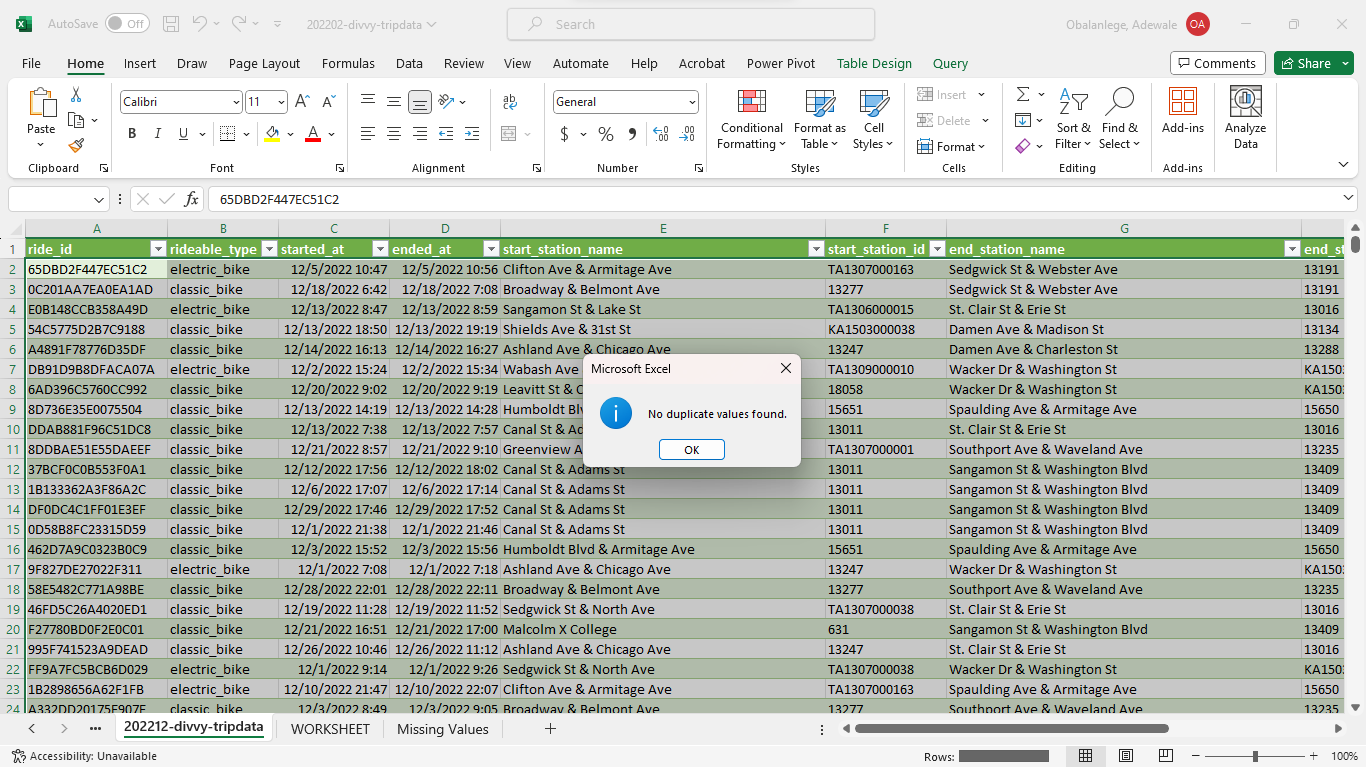 AutoSave Off 202202-divvy-tripdata Search Obalanlege, Adewale OA
File Home Insert Draw Page Layout Formulas Data Review View Automate Help Acrobat Power Pivot Table Design Query Comments Share
Paste
Clipboard
Calibri 11
B I U
Font
ab
Alignment
General
$ % ,
Number
Conditional Formatting
Format as Table
Cell Styles
Styles
Insert
Delete
Format
Cells
Sort & Filter
Find & Select
Editing
Add-ins
Add-ins
Analyze Data
fx 65DBD2F447EC51C2
A B C D E F G
1 ride_id rideable_type started_at ended_at start_station_name start_station_id end_station_name end_st
2 65DBD2F447EC51C2 electric_bike 12/5/2022 10:47 12/5/2022 10:56 Clifton Ave & Armitage Ave TA1307000163 Sedgwick St & Webster Ave 13191
3 0C201AA7EA0EA1AD classic_bike 12/18/2022 6:42 12/18/2022 7:08 Broadway & Belmont Ave 13277 Sedgwick St & Webster Ave 13191
4 E0B148CCB358A49D electric_bike 12/13/2022 8:47 12/13/2022 8:59 Sangamon St & Lake St TA1306000015 St. Clair St & Erie St 13016
5 54C5775D2B7C9188 classic_bike 12/13/2022 18:50 12/13/2022 19:19 Shields Ave & 31st St KA1503000038 Damen Ave & Madison St 13134
6 A4891F78776D35DF classic_bike 12/14/2022 16:13 12/14/2022 16:27 Ashland Ave & Chicago Ave 13247 Damen Ave & Charleston St 13288
7 DB91D9B8DFACA07A electric_bike 12/2/2022 15:24 12/2/2022 15:34 Wabash Ave TA1309000010 Wacker Dr & Washington St KA150
8 6AD396C5760CC992 classic_bike 12/20/2022 9:02 12/20/2022 9:19 Leavitt St & C 18058 Wacker Dr & Washington St KA150
9 8D736E35E0075504 classic_bike 12/13/2022 14:19 12/13/2022 14:28 Humboldt Blv 15651 Spaulding Ave & Armitage Ave 15650
10 DDAB881F96C51DC8 classic_bike 12/13/2022 7:38 12/13/2022 7:57 Canal St & Ad 13011 St. Clair St & Erie St 13016
11 8DDBAE51E55DAEEF classic_bike 12/21/2022 8:57 12/21/2022 9:10 Greenview A TA1307000001 Southport Ave & Waveland Ave 13235
12 37BCF0C0B553F0A1 classic_bike 12/12/2022 17:56 12/12/2022 18:02 Canal St & Adams St 13011 Sangamon St & Washington Blvd 13409
13 1B133362A3F86A2C classic_bike 12/6/2022 17:07 12/6/2022 17:14 Canal St & Adams St 13011 Sangamon St & Washington Blvd 13409
14 DF0DC4C1FF01E3EF classic_bike 12/29/2022 17:46 12/29/2022 17:52 Canal St & Adams St 13011 Sangamon St & Washington Blvd 13409
15 0D58B8FC23315D59 classic_bike 12/1/2022 21:38 12/1/2022 21:46 Canal St & Adams St 13011 Sangamon St & Washington Blvd 13409
16 462D7A9C0323B0C9 classic_bike 12/3/2022 15:52 12/3/2022 15:56 Humboldt Blvd & Armitage Ave 15651 Spaulding Ave & Armitage Ave 15650
17 9F827DE27022F311 electric_bike 12/1/2022 7:08 12/1/2022 7:18 Ashland Ave & Chicago Ave 13247 Wacker Dr & Washington St KA150
18 58E5482C771A98BE classic_bike 12/28/2022 22:01 12/28/2022 22:11 Broadway & Belmont Ave 13277 Southport Ave & Waveland Ave 13235
19 46FD5C26A4020ED1 classic_bike 12/19/2022 11:28 12/19/2022 11:52 Sedgwick St & North Ave TA1307000038 St. Clair St & Erie St 13016
20 F27780BD0F2E0C01 classic_bike 12/21/2022 16:51 12/21/2022 17:00 Malcolm X College 631 Sangamon St & Washington Blvd 13409
21 995F741523A9DEAD classic_bike 12/26/2022 10:46 12/26/2022 11:12 Ashland Ave & Chicago Ave 13247 St. Clair St & Erie St 13016
22 FF9A7FC5BCB6D029 electric_bike 12/1/2022 9:14 12/1/2022 9:26 Sedgwick St & North Ave TA1307000038 Wacker Dr & Washington St KA150
23 1B2898656A62F1FB electric_bike 12/10/2022 21:47 12/10/2022 22:07 Clifton Ave & Armitage Ave TA1307000163 Spaulding Ave & Armitage Ave 15650
24 A332DD20175F907F classic_bike 12/3/2022 8:49 12/3/2022 9:05 Broadway & Belmont Ave 13277 Southport Ave & Waveland Ave 13235
Microsoft Excel
No duplicate values found.
OK
202212-divvy-tripdata WORKSHEET Missing Values
Accessibility: Unavailable Rows: 100%